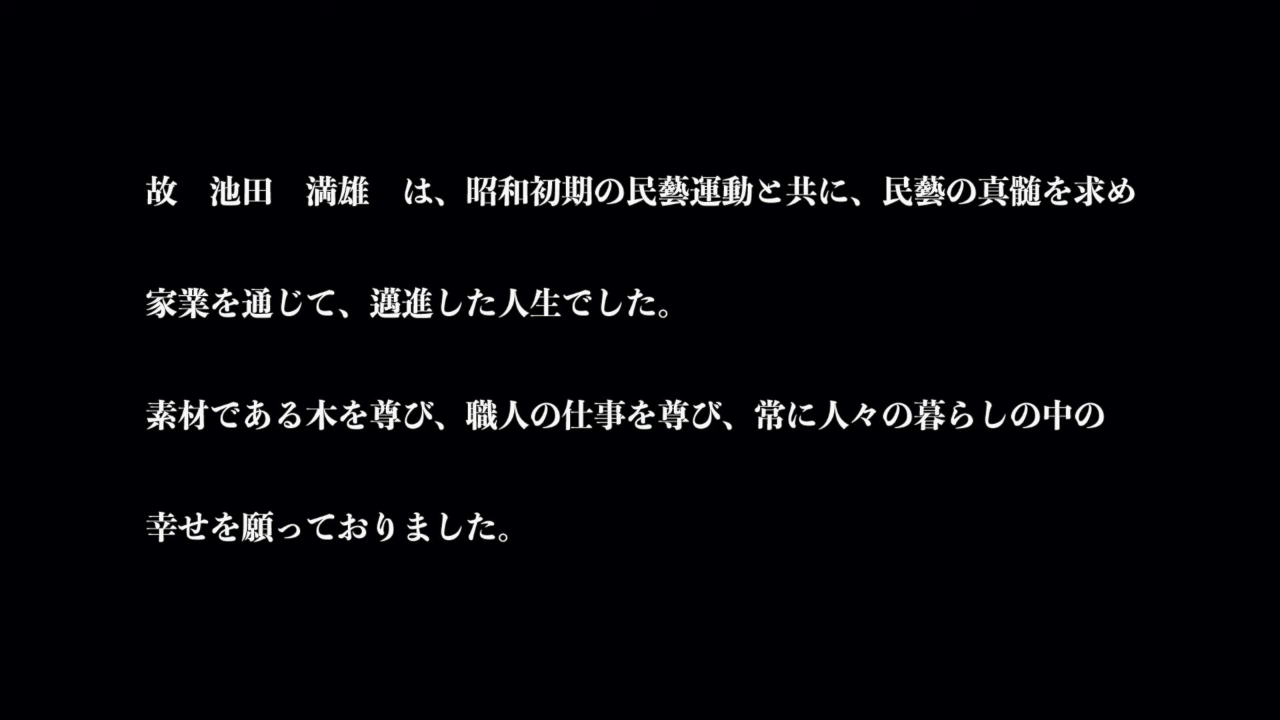 故　池田　満雄　は、昭和初期の民藝運動と共に、民藝の真髄を求め
家業を通じて、邁進した人生でした。
素材である木を尊び、職人の仕事を尊び、常に人々の暮らしの中の
幸せを願っておりました。